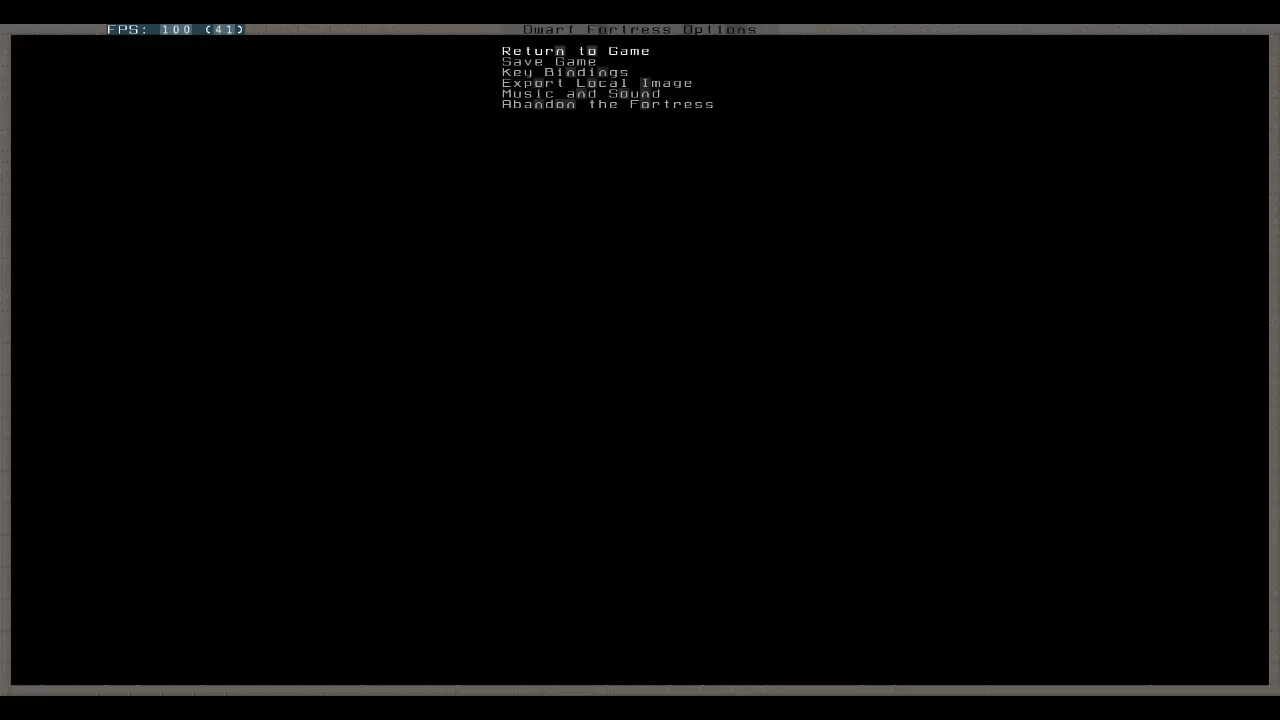 FPS: 100 (41)
Dwarf Fortress Options
Return to Game
Save Game
Key Bindings
Export Local Image
Music and Sound
Abandon the Fortress